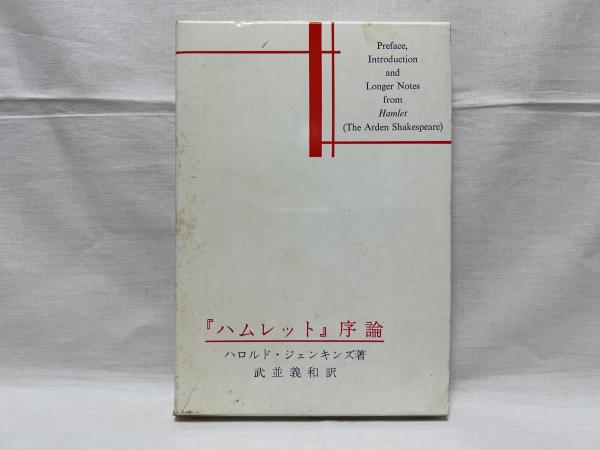 Preface,
Introduction
and
Longer Notes
from
Hamlet
(The Arden Shakespeare)
『ハムレット』序論
ハロルド・ジェンキンズ著
武並義和訳